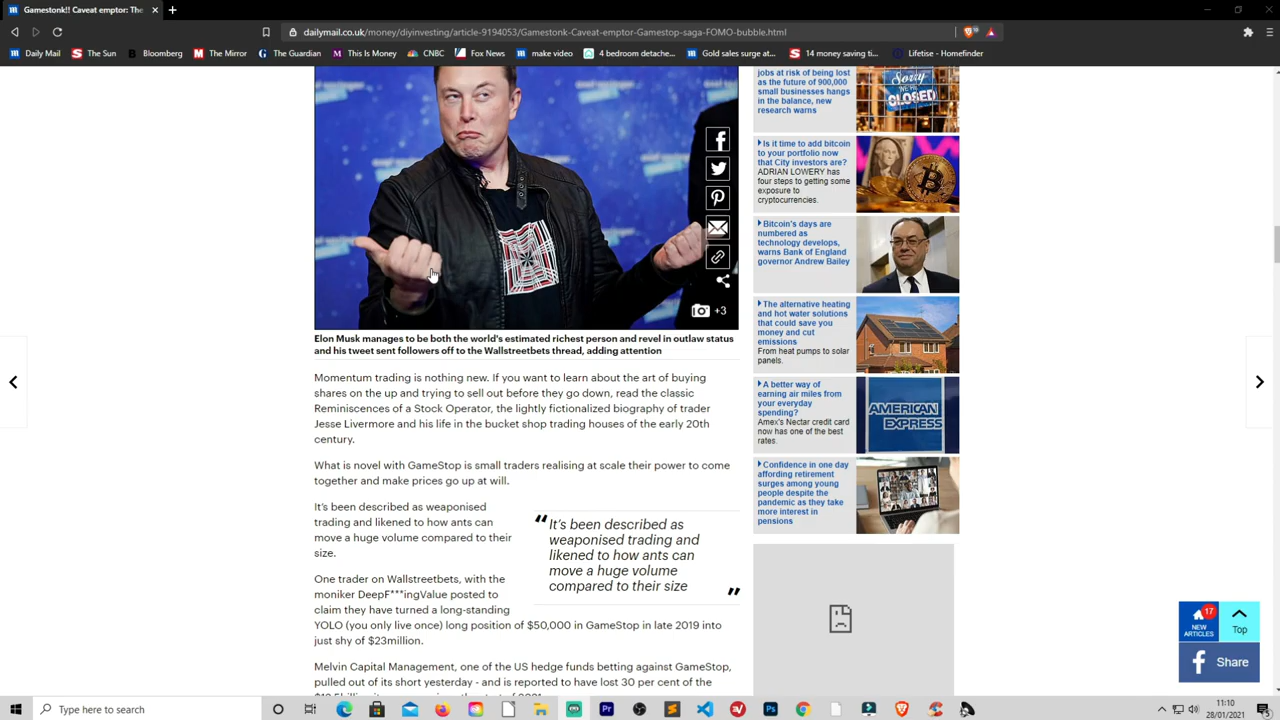 Gamestonk!! Caveat emptor: The
dailymail.co.uk/money/diyinvesting/article-9194053/Gamestonk-Caveat-emptor-Gamestop-saga-FOMO-bubble.html
Daily Mail The Sun Bloomberg The Mirror The Guardian This Is Money CNBC Fox News make video 4 bedroom detache... Gold sales surge at... 14 money saving ti... Lifetise - Homefinder
jobs at risk of being lost
as the future of 900,000
small businesses hangs
in the balance, new
research warns
Sorry
WE'RE
CLOSED
Is it time to add bitcoin
to your portfolio now
that City investors are?
ADRIAN LOWERY has
four steps to getting some
exposure to
cryptocurrencies.
Bitcoin's days are
numbered as
technology develops,
warns Bank of England
governor Andrew Bailey
The alternative heating
and hot water solutions
that could save you
money and cut
emissions
From heat pumps to solar
panels.
A better way of
earning air miles from
your everyday
spending?
Amex's Nectar credit card
now has one of the best
rates.
AMERICAN
EXPRESS
Confidence in one day
affording retirement
surges among young
people despite the
pandemic as they take
more interest in
pensions
+3
Elon Musk manages to be both the world's estimated richest person and revel in outlaw status
and his tweet sent followers off to the Wallstreetbets thread, adding attention
Momentum trading is nothing new. If you want to learn about the art of buying
shares on the up and trying to sell out before they go down, read the classic
Reminiscences of a Stock Operator, the lightly fictionalized biography of trader
Jesse Livermore and his life in the bucket shop trading houses of the early 20th
century.
What is novel with GameStop is small traders realising at scale their power to come
together and make prices go up at will.
It's been described as weaponised
trading and likened to how ants can
move a huge volume compared to their
size.
" It's been described as
weaponised trading and
likened to how ants can
move a huge volume
compared to their size "
One trader on Wallstreetbets, with the
moniker DeepF***ingValue posted to
claim they have turned a long-standing
YOLO (you only live once) long position of $50,000 in GameStop in late 2019 into
just shy of $23million.
Melvin Capital Management, one of the US hedge funds betting against GameStop,
pulled out of its short yesterday - and is reported to have lost 30 per cent of the
17
NEW
ARTICLES
Top
Share
Type here to search
11:10
28/01/2021